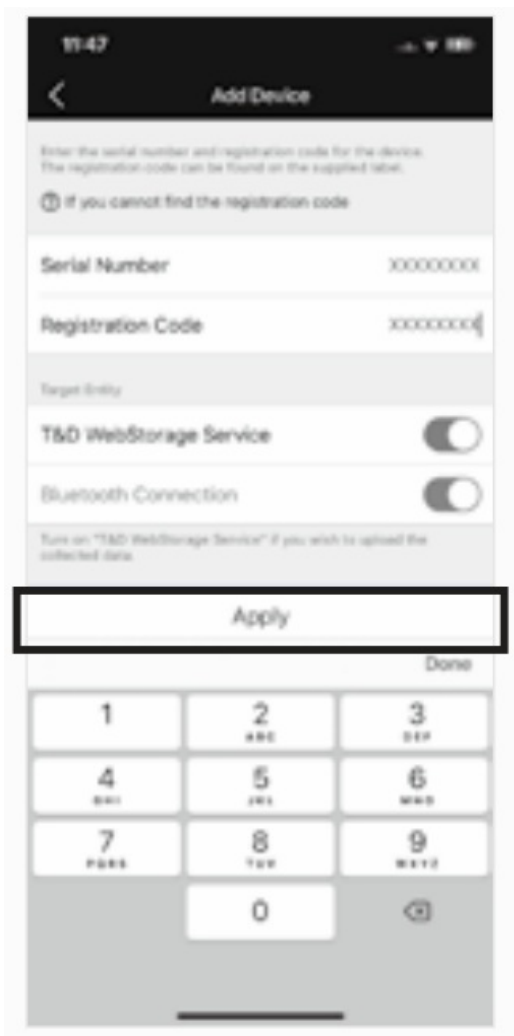 11:47
Add Device
Enter the serial number and registration code for the device.
The registration code can be found on the supplied label.
? If you cannot find the registration code
Serial Number XXXXXXXX
Registration Code XXXXXXXX
Target Entity
T&D WebStorage Service
Bluetooth Connection
Turn on "T&D WebStorage Service" if you wish to upload the
collected data.
Apply
Done
1 2 3
ABC DEF
4 5 6
GHI JKL MNO
7 8 9
PQRS TUV WXYZ
0